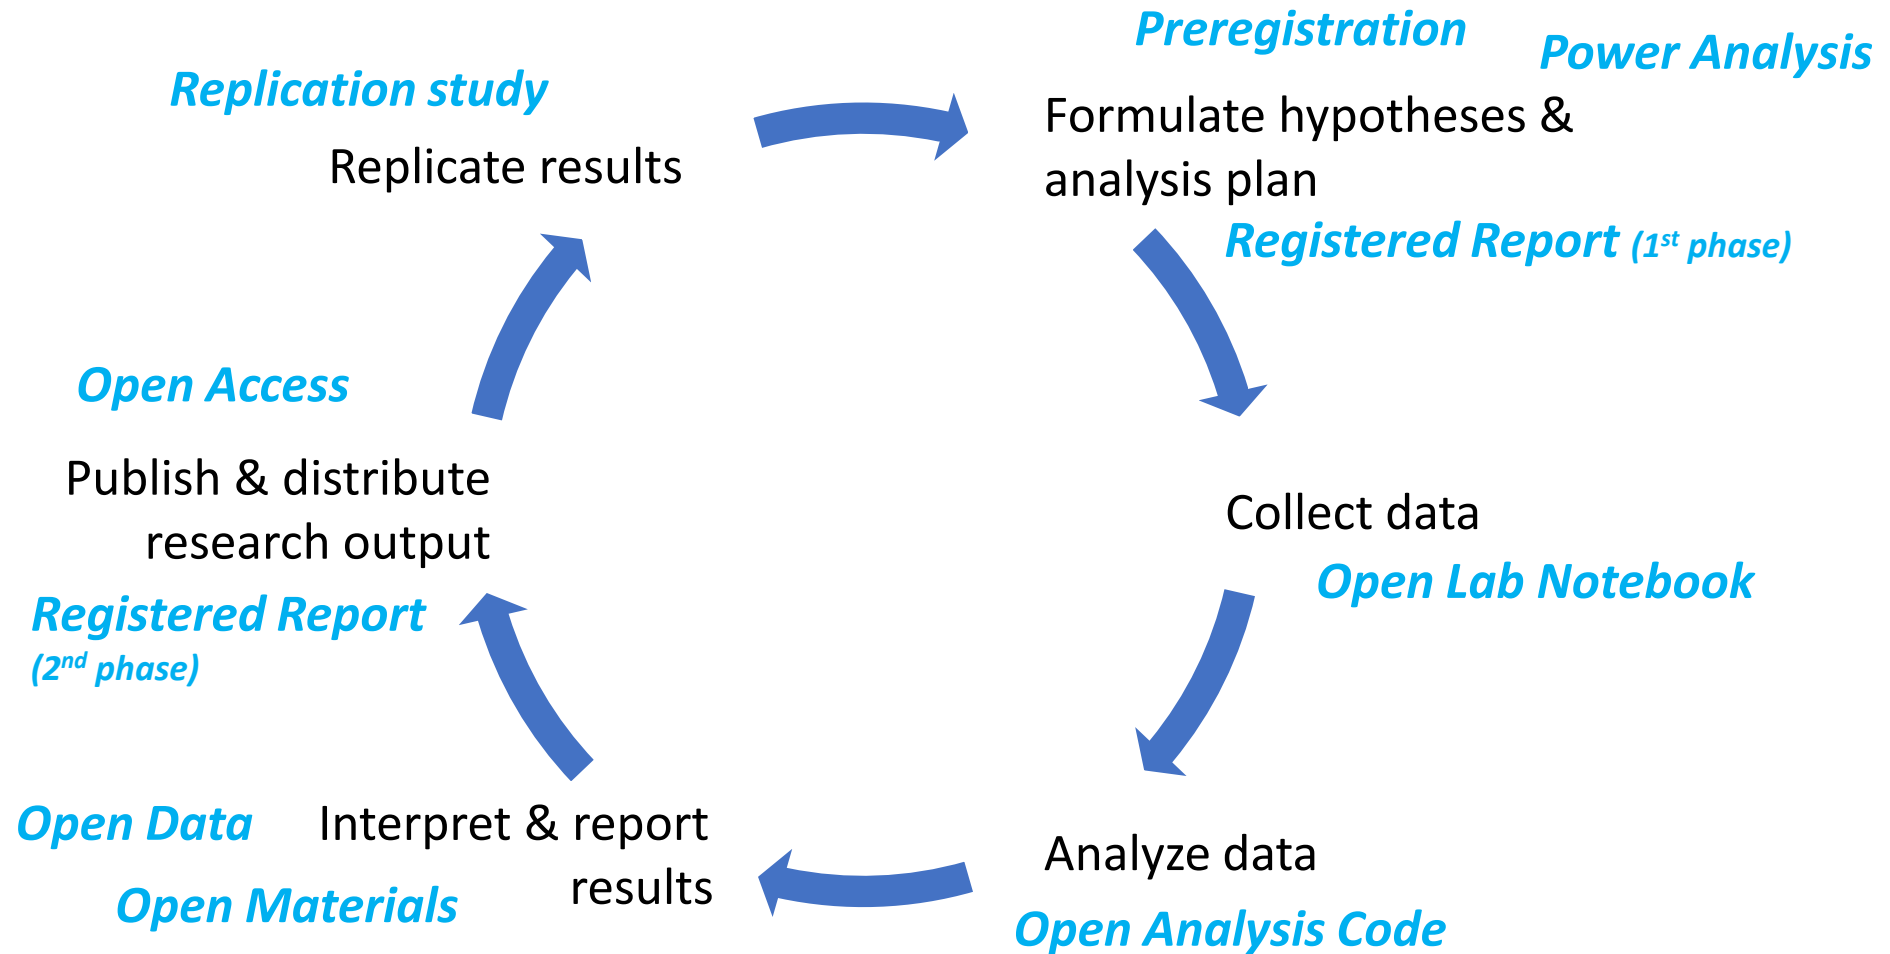 Preregistration
Power Analysis
Replication study
Formulate hypotheses &
analysis plan
Replicate results
Registered Report (1st phase)
Open Access
Publish & distribute
research output
Collect data
Open Lab Notebook
Registered Report
(2nd phase)
Open Data
Interpret & report
results
Open Materials
Analyze data
Open Analysis Code